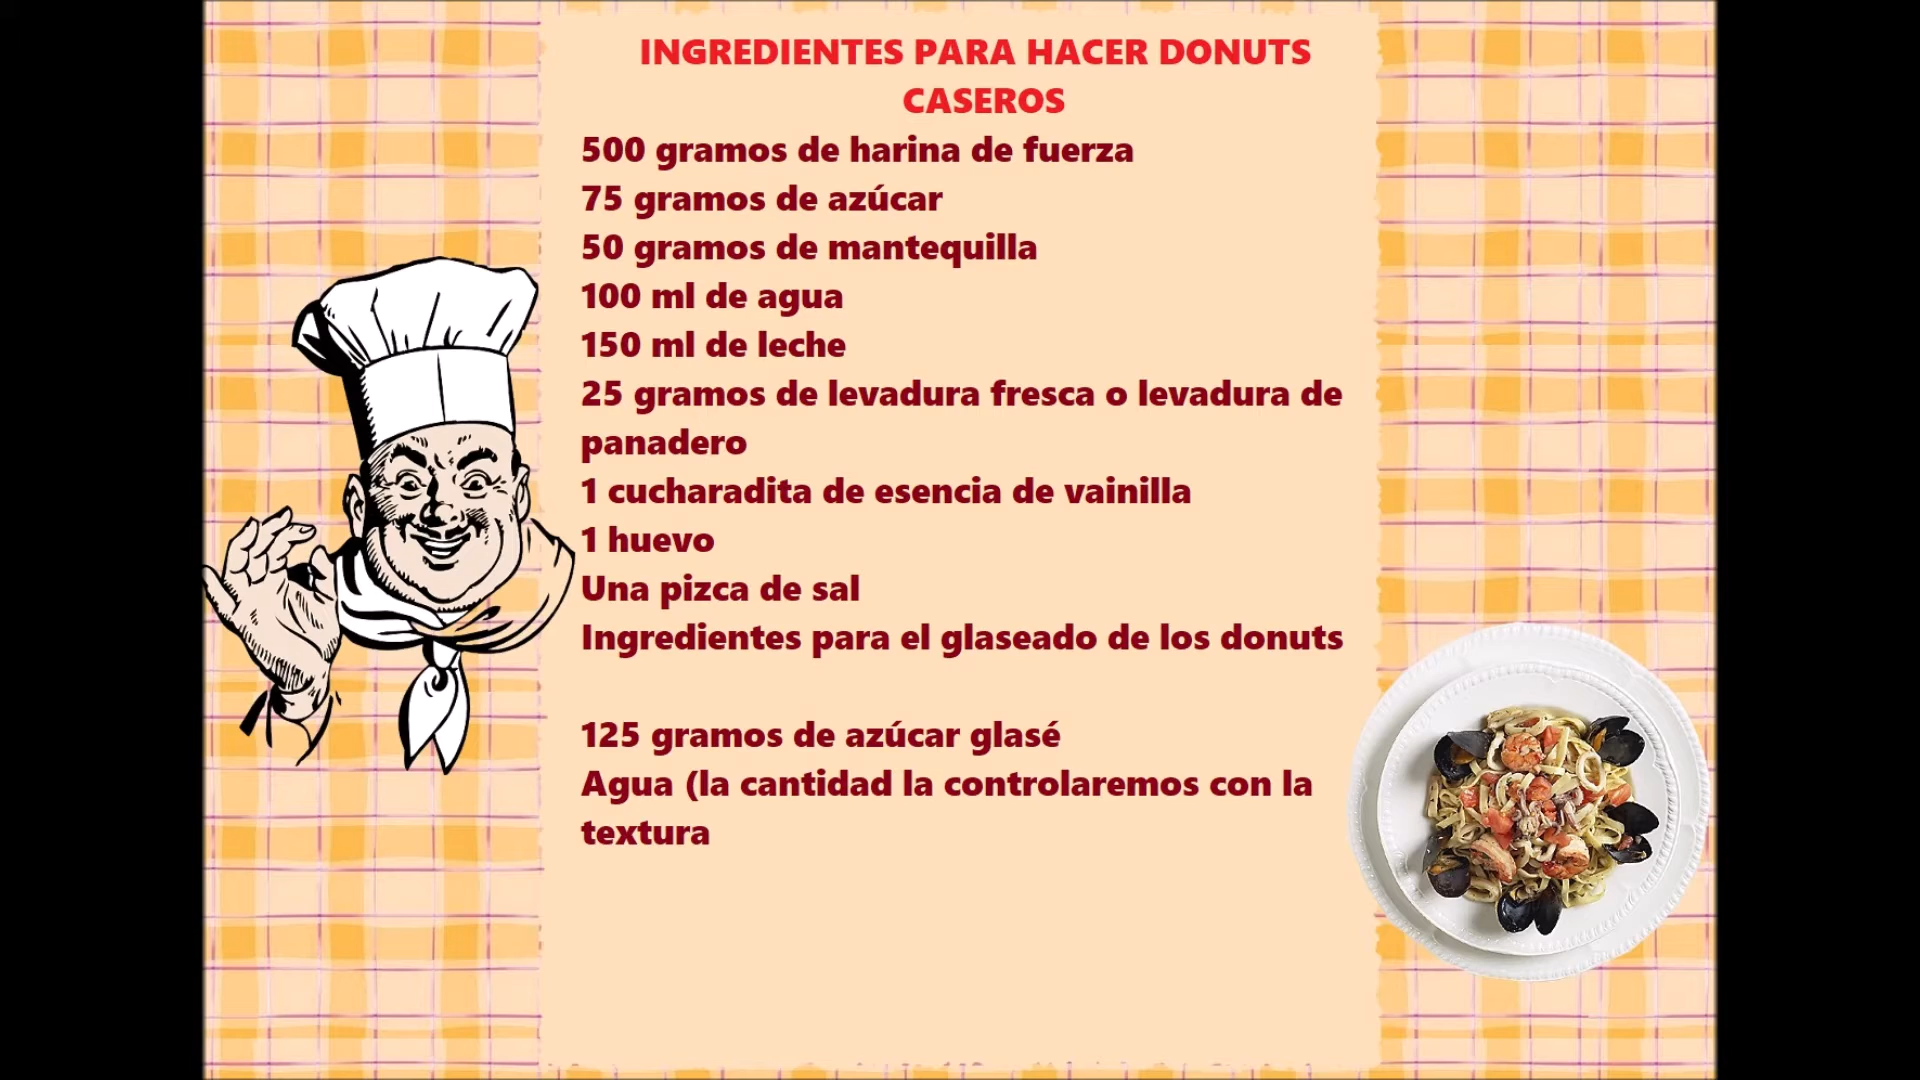 INGREDIENTES PARA HACER DONUTS
CASEROS
500 gramos de harina de fuerza
75 gramos de azúcar
50 gramos de mantequilla
100 ml de agua
150 ml de leche
25 gramos de levadura fresca o levadura de
panadero
1 cucharadita de esencia de vainilla
1 huevo
Una pizca de sal
Ingredientes para el glaseado de los donuts
125 gramos de azúcar glasé
Agua (la cantidad la controlaremos con la
textura